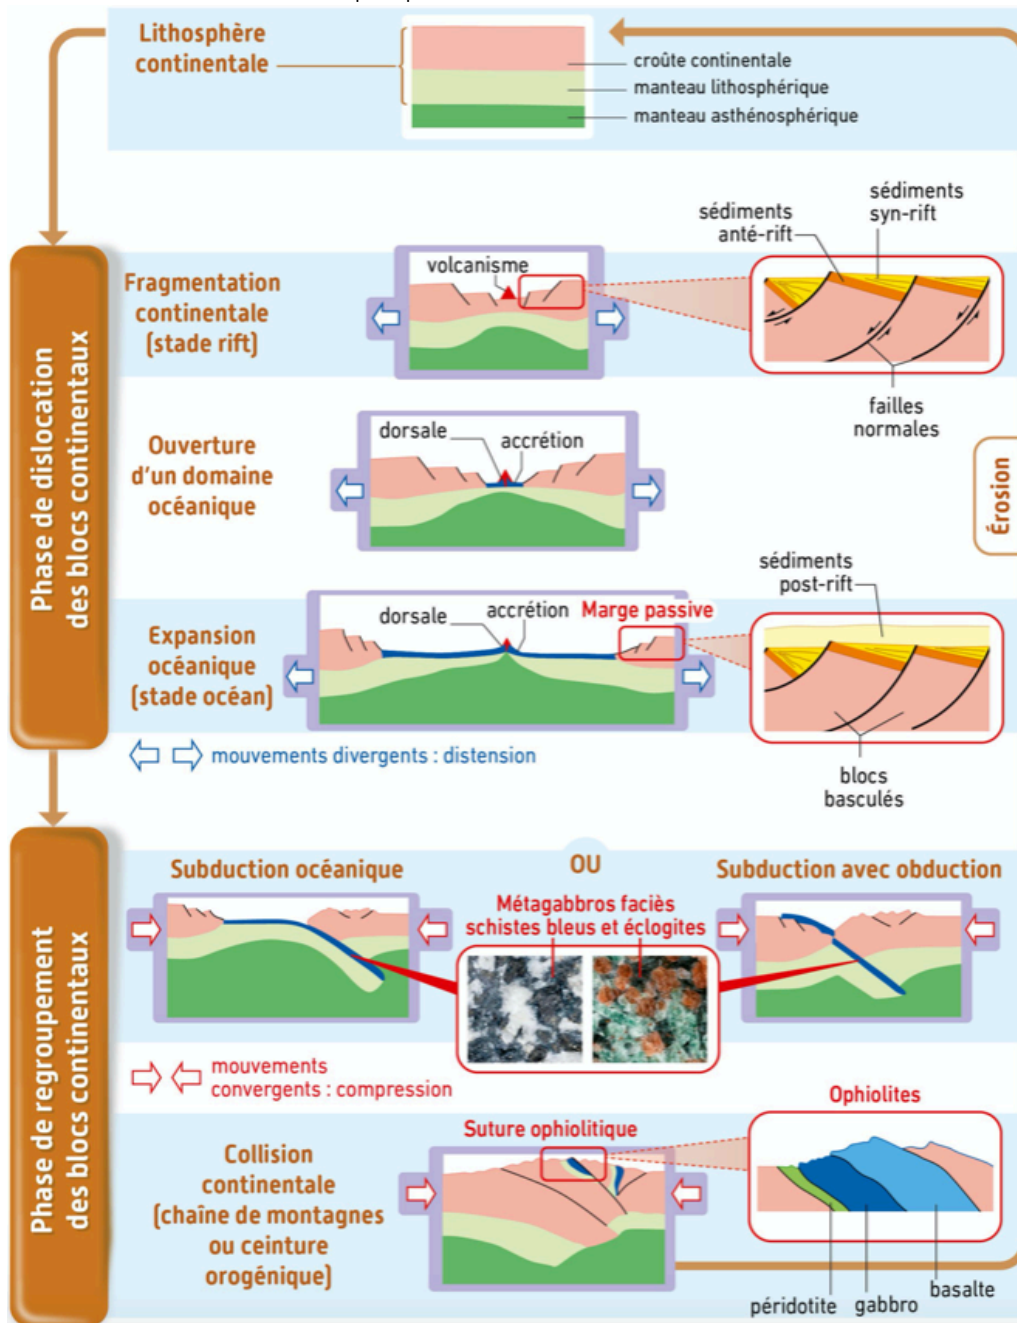 Lithosphère
continentale
croûte continentale
manteau lithosphérique
manteau asthénosphérique
Phase de dislocation
des blocs continentaux
Fragmentation
continentale
(stade rift)
volcanisme
sédiments
anté-rift
sédiments
syn-rift
failles
normales
Ouverture
d'un domaine
océanique
dorsale
accrétion
Érosion
Expansion
océanique
(stade océan)
dorsale
accrétion
Marge passive
sédiments
post-rift
blocs
basculés
mouvements divergents : distension
Phase de regroupement
des blocs continentaux
Subduction océanique
OU
Subduction avec obduction
Métagabbros faciès
schistes bleus et éclogites
mouvements
convergents : compression
Collision
continentale
(chaîne de montagnes
ou ceinture
orogénique)
Suture ophiolitique
Ophiolites
péridotite
gabbro
basalte